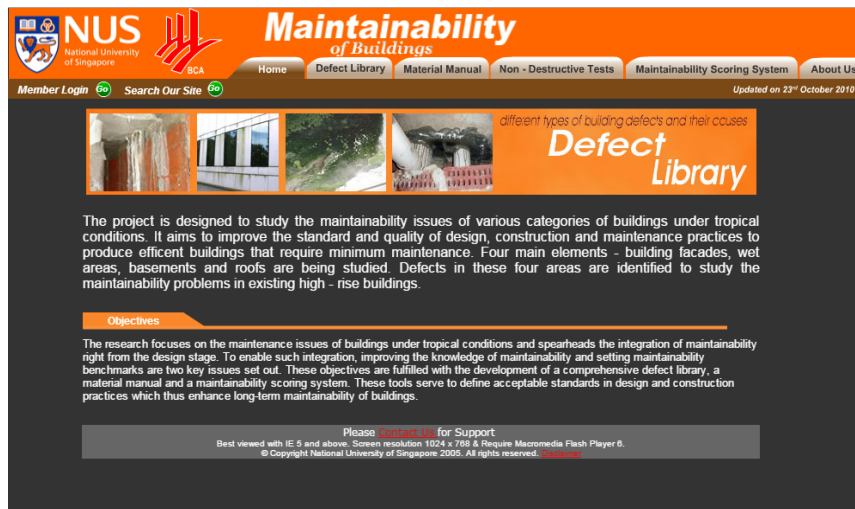 NUS
National University
of Singapore
BCA
Maintainability
of Buildings
Home Defect Library Material Manual Non - Destructive Tests Maintainability Scoring System About Us
Member Login Go Search Our Site Go Updated on 23rd October 2010
different types of building defects and their causes
Defect
Library
The project is designed to study the maintainability issues of various categories of buildings under tropical
conditions. It aims to improve the standard and quality of design, construction and maintenance practices to
produce efficent buildings that require minimum maintenance. Four main elements - building facades, wet
areas, basements and roofs are being studied. Defects in these four areas are identified to study the
maintainability problems in existing high - rise buildings.
Objectives
The research focuses on the maintenance issues of buildings under tropical conditions and spearheads the integration of maintainability
right from the design stage. To enable such integration, improving the knowledge of maintainability and setting maintainability
benchmarks are two key issues set out. These objectives are fulfilled with the development of a comprehensive defect library, a
material manual and a maintainability scoring system. These tools serve to define acceptable standards in design and construction
practices which thus enhance long-term maintainability of buildings.
Please Contact Us for Support
Best viewed with IE 5 and above. Screen resolution 1024 x 768 & Require Macromedia Flash Player 6.
© Copyright National University of Singapore 2005. All rights reserved. Disclaimer